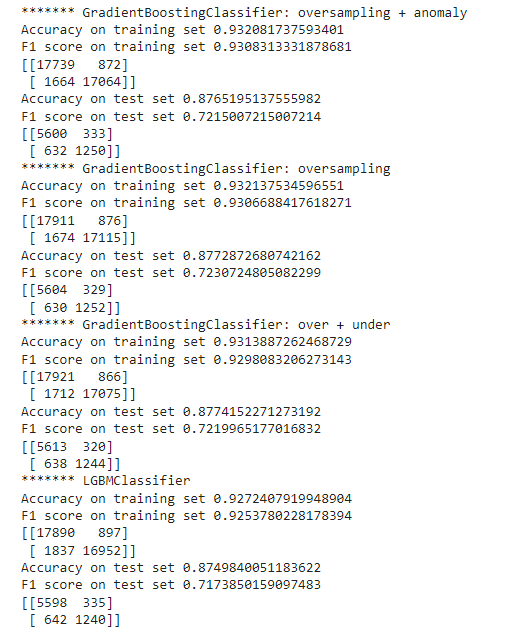 ******* GradientBoostingClassifier: oversampling + anomaly
Accuracy on training set 0.932081737593401
F1 score on training set 0.9308313331878681
[[17739   872]
 [ 1664 17064]]
Accuracy on test set 0.8765195137555982
F1 score on test set 0.7215007215007214
[[5600  333]
 [ 632 1250]]
******* GradientBoostingClassifier: oversampling
Accuracy on training set 0.932137534596551
F1 score on training set 0.9306688417618271
[[17911   876]
 [ 1674 17115]]
Accuracy on test set 0.8772872680742162
F1 score on test set 0.7230724805082299
[[5604  329]
 [ 630 1252]]
******* GradientBoostingClassifier: over + under
Accuracy on training set 0.9313887262468729
F1 score on training set 0.9298083206273143
[[17921   866]
 [ 1712 17075]]
Accuracy on test set 0.8774152271273192
F1 score on test set 0.7219965177016832
[[5613  320]
 [ 638 1244]]
******* LGBMClassifier
Accuracy on training set 0.9272407919948904
F1 score on training set 0.9253780228178394
[[17890   897]
 [ 1837 16952]]
Accuracy on test set 0.8749840051183622
F1 score on test set 0.7173850159097483
[[5598  335]
 [ 642 1240]]